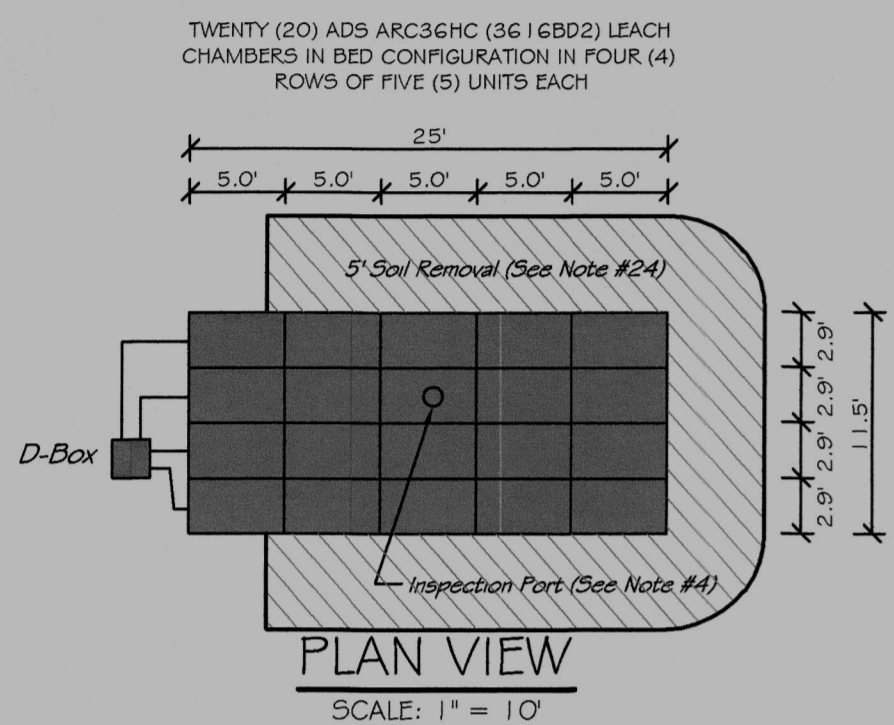 TWENTY (20) ADS ARC36HC (3616BD2) LEACH
CHAMBERS IN BED CONFIGURATION IN FOUR (4)
ROWS OF FIVE (5) UNITS EACH
25'
5.0' 5.0' 5.0' 5.0' 5.0'
5' Soil Removal (See Note #24)
2.9'
2.9'
2.9'
2.9'
11.5'
D-Box
Inspection Port (See Note #4)
PLAN VIEW
SCALE: 1" = 10'